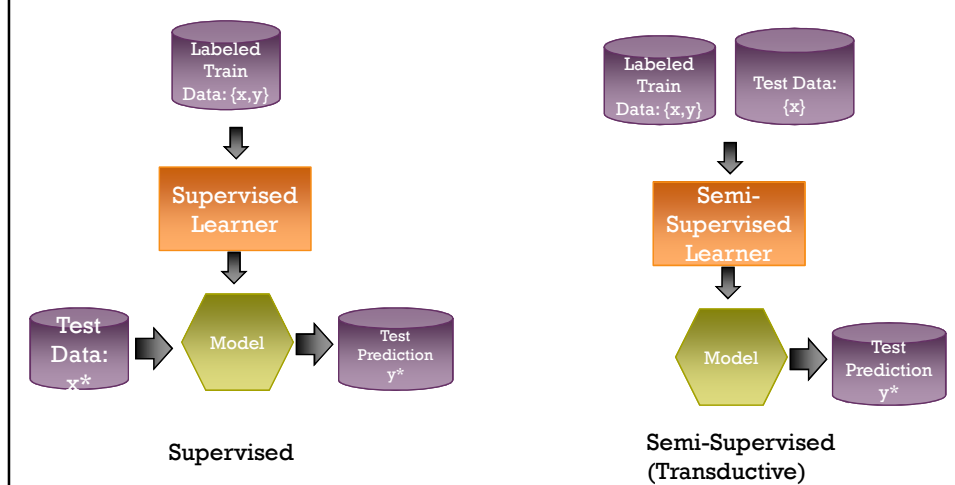 Labeled
Train
Data: {x,y}
Supervised
Learner
Test
Data:
x*
Model
Test
Prediction
y*
Supervised
Labeled
Train
Data: {x,y}
Test Data:
{x}
Semi-
Supervised
Learner
Model
Test
Prediction
y*
Semi-Supervised
(Transductive)